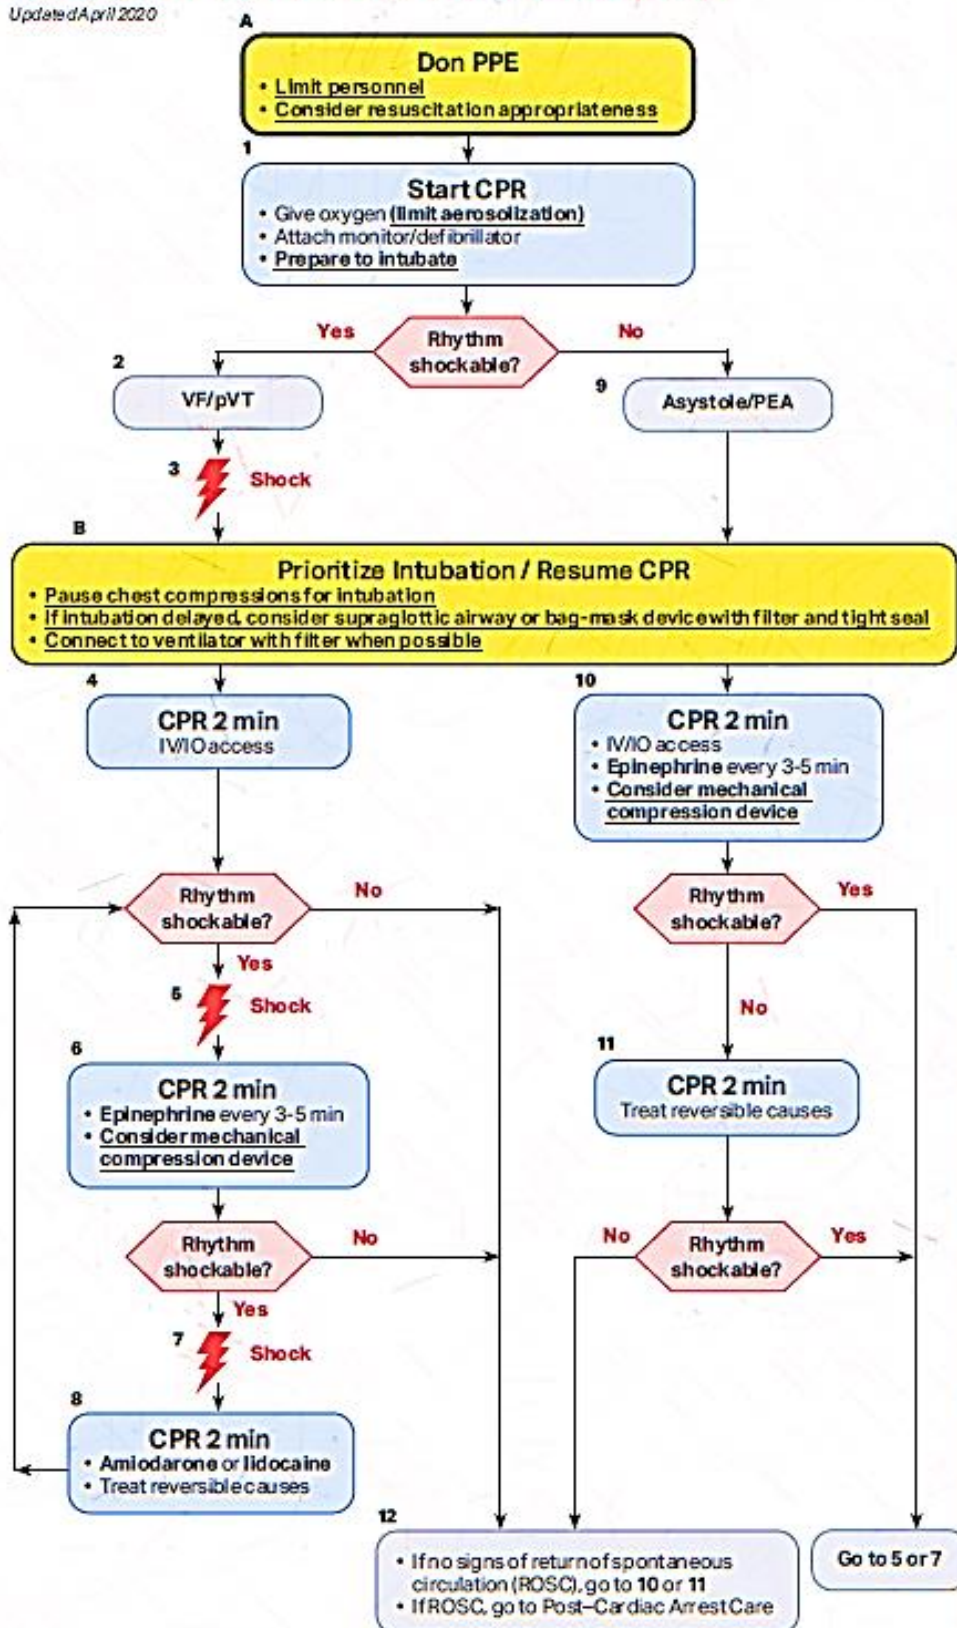 Updated April 2020
A
Don PPE
• Limit personnel
• Consider resuscitation appropriateness
1
Start CPR
• Give oxygen (limit aerosolization)
• Attach monitor/defibrillator
• Prepare to intubate
Rhythm
shockable?
Yes
No
2
VF/pVT
9
Asystole/PEA
3
Shock
B
Prioritize Intubation / Resume CPR
• Pause chest compressions for intubation
• If intubation delayed, consider supraglottic airway or bag-mask device with filter and tight seal
• Connect to ventilator with filter when possible
4
CPR 2 min
IV/IO access
10
CPR 2 min
• IV/IO access
• Epinephrine every 3-5 min
• Consider mechanical
compression device
Rhythm
shockable?
No
Yes
5
Shock
Rhythm
shockable?
Yes
No
6
CPR 2 min
• Epinephrine every 3-5 min
• Consider mechanical
compression device
11
CPR 2 min
Treat reversible causes
Rhythm
shockable?
No
Yes
7
Shock
No
Rhythm
shockable?
Yes
8
CPR 2 min
• Amiodarone or lidocaine
• Treat reversible causes
12
• If no signs of return of spontaneous
circulation (ROSC), go to 10 or 11
• If ROSC, go to Post–Cardiac Arrest Care
Go to 5 or 7